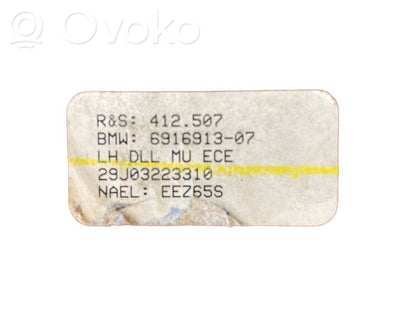 OVOKO
R&S: 412.507
BMW: 6916913-07
LH DLL MU ECE
29J03223310
NAEL: EEZ65S